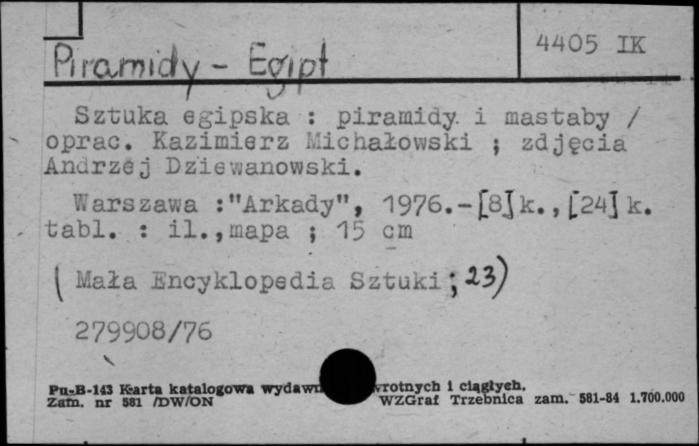 Piramidy - Egipt
4405 IK
Sztuka egipska : piramidy i mastaby /
oprac. Kazimierz Michałowski ; zdjęcia
Andrzej Dziewanowski.
Warszawa :"Arkady", 1976.-[8]k.,[24]k.
tabl. : il.,mapa ; 15 cm
( Mała Encyklopedia Sztuki ; 23)
279908/76
Pu-B-143 Karta katalogowa wydawn rotnych i ciągłych.
Zam. nr 581 /DW/ON WZGraf Trzebnica zam. 581-84 1.700.000